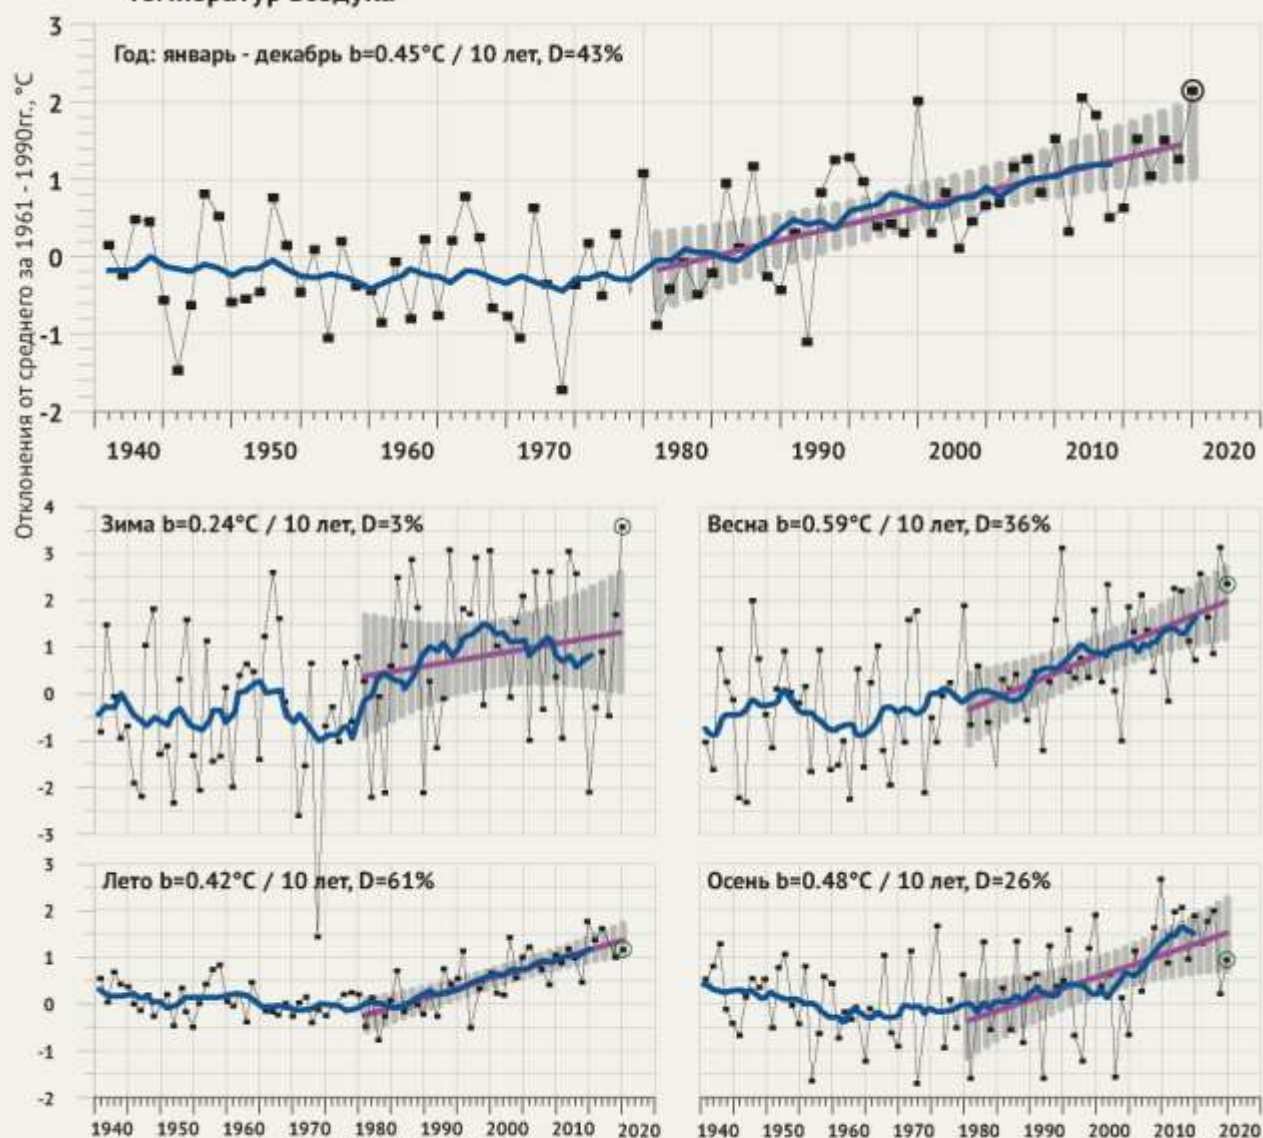 температур воздуха
3
Год: январь - декабрь b=0.45°C / 10 лет, D=43%
2
1
0
-1
-2
Отклонения от среднего за 1961 - 1990гг., °C
1940 1950 1960 1970 1980 1990 2000 2010 2020
4
Зима b=0.24°C / 10 лет, D=3%
3
2
1
0
-1
-2
-3
Весна b=0.59°C / 10 лет, D=36%
3
Лето b=0.42°C / 10 лет, D=61%
2
1
0
-1
-2
1940 1950 1960 1970 1980 1990 2000 2010 2020
Осень b=0.48°C / 10 лет, D=26%
1940 1950 1960 1970 1980 1990 2000 2010 2020